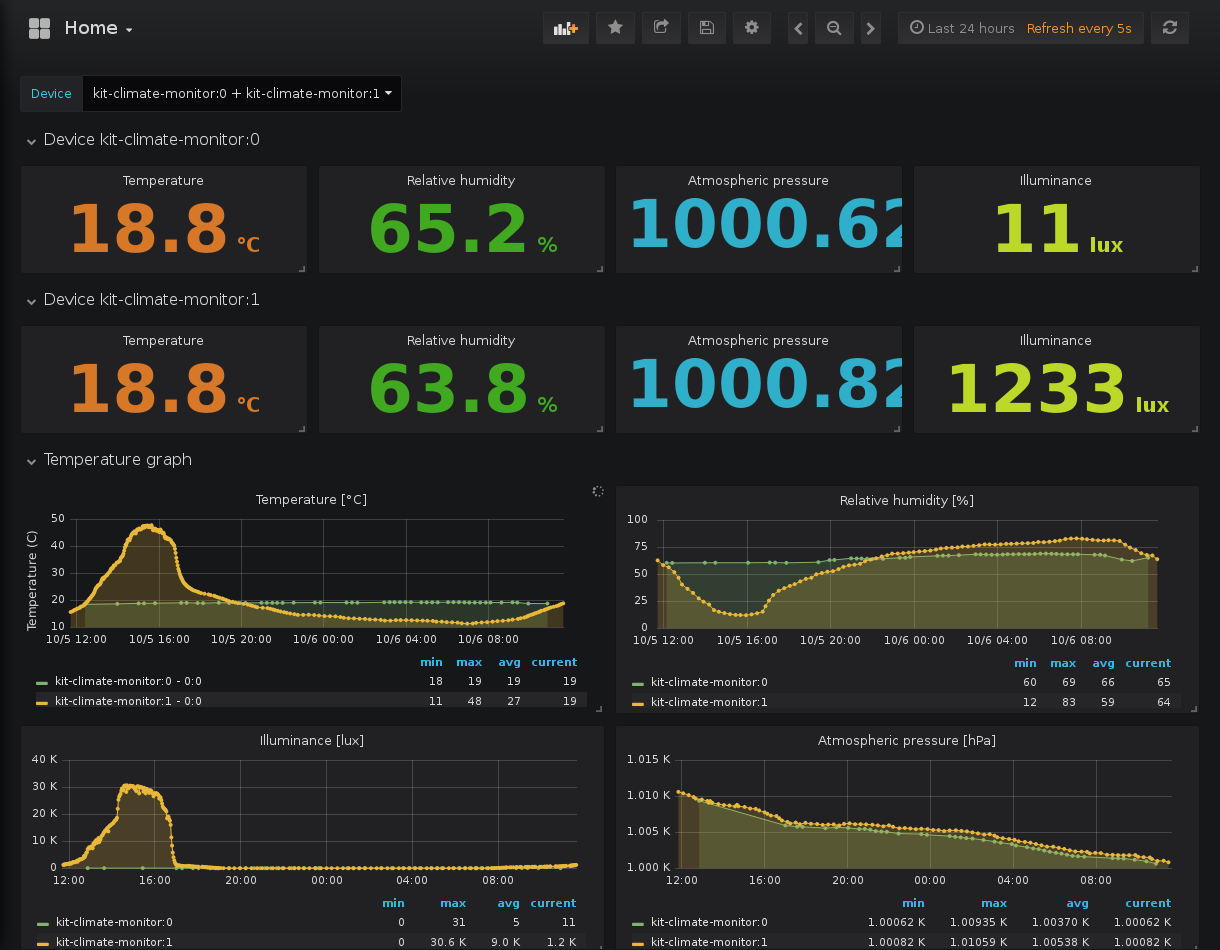 Home
Last 24 hours Refresh every 5s
Device kit-climate-monitor:0 + kit-climate-monitor:1
Device kit-climate-monitor:0
Temperature Relative humidity Atmospheric pressure Illuminance
18.8 °C 65.2 % 1000.62 11 lux
Device kit-climate-monitor:1
Temperature Relative humidity Atmospheric pressure Illuminance
18.8 °C 63.8 % 1000.82 1233 lux
Temperature graph
Temperature [°C]
Temperature (C)
50
40
30
20
10
10/5 12:00 10/5 16:00 10/5 20:00 10/6 00:00 10/6 04:00 10/6 08:00
min max avg current
kit-climate-monitor:0 - 0:0 18 19 19 19
kit-climate-monitor:1 - 0:0 11 48 27 19
Relative humidity [%]
100
75
50
25
0
10/5 12:00 10/5 16:00 10/5 20:00 10/6 00:00 10/6 04:00 10/6 08:00
min max avg current
kit-climate-monitor:0 60 69 66 65
kit-climate-monitor:1 12 83 59 64
Illuminance [lux]
40 K
30 K
20 K
10 K
0
12:00 16:00 20:00 00:00 04:00 08:00
min max avg current
kit-climate-monitor:0 0 31 5 11
kit-climate-monitor:1 0 30.6 K 9.0 K 1.2 K
Atmospheric pressure [hPa]
1.015 K
1.010 K
1.005 K
1.000 K
12:00 16:00 20:00 00:00 04:00 08:00
min max avg current
kit-climate-monitor:0 1.00062 K 1.00935 K 1.00370 K 1.00062 K
kit-climate-monitor:1 1.00082 K 1.01059 K 1.00538 K 1.00082 K